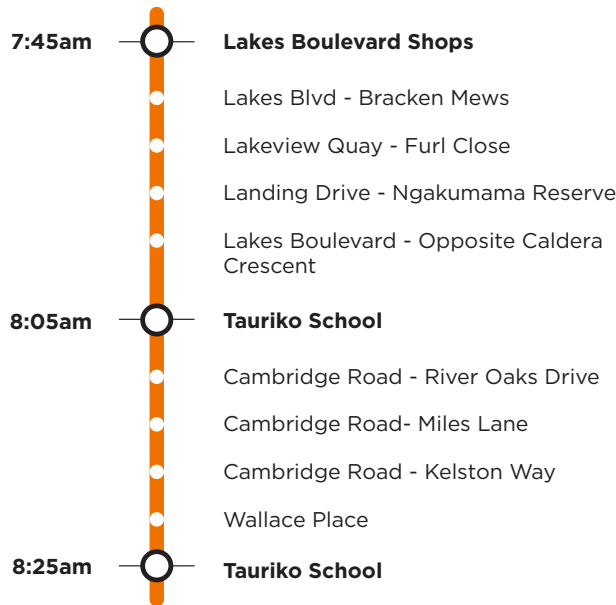 7:45am Lakes Boulevard Shops
Lakes Blvd - Bracken Mews
Lakeview Quay - Furl Close
Landing Drive - Ngakumama Reserve
Lakes Boulevard - Opposite Caldera
Crescent
8:05am Tauriko School
Cambridge Road - River Oaks Drive
Cambridge Road- Miles Lane
Cambridge Road - Kelston Way
Wallace Place
8:25am Tauriko School